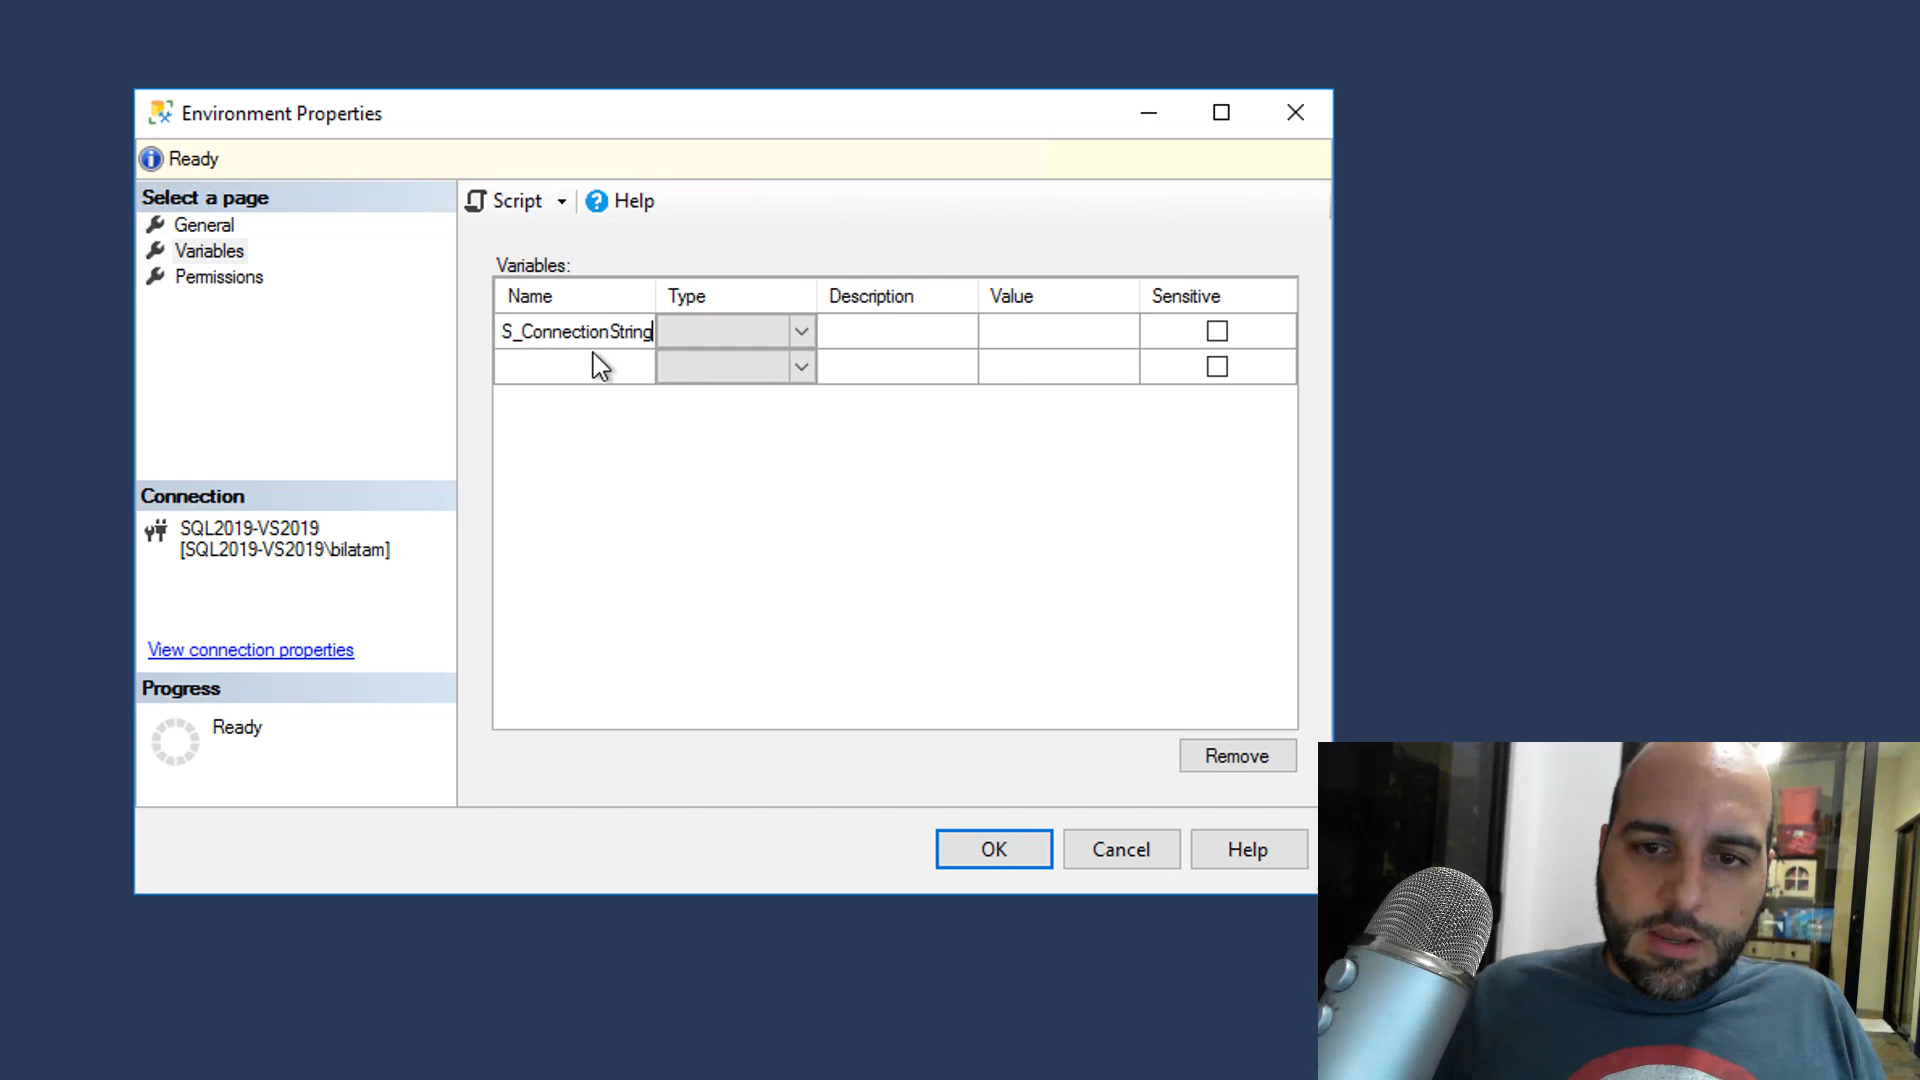 Environment Properties
Ready
Select a page
General
Variables
Permissions
Script
Help
Variables:
Name Type Description Value Sensitive
S_ConnectionString
Connection
SQL2019-VS2019
[SQL2019-VS2019\bilatam]
View connection properties
Progress
Ready
Remove
OK Cancel Help